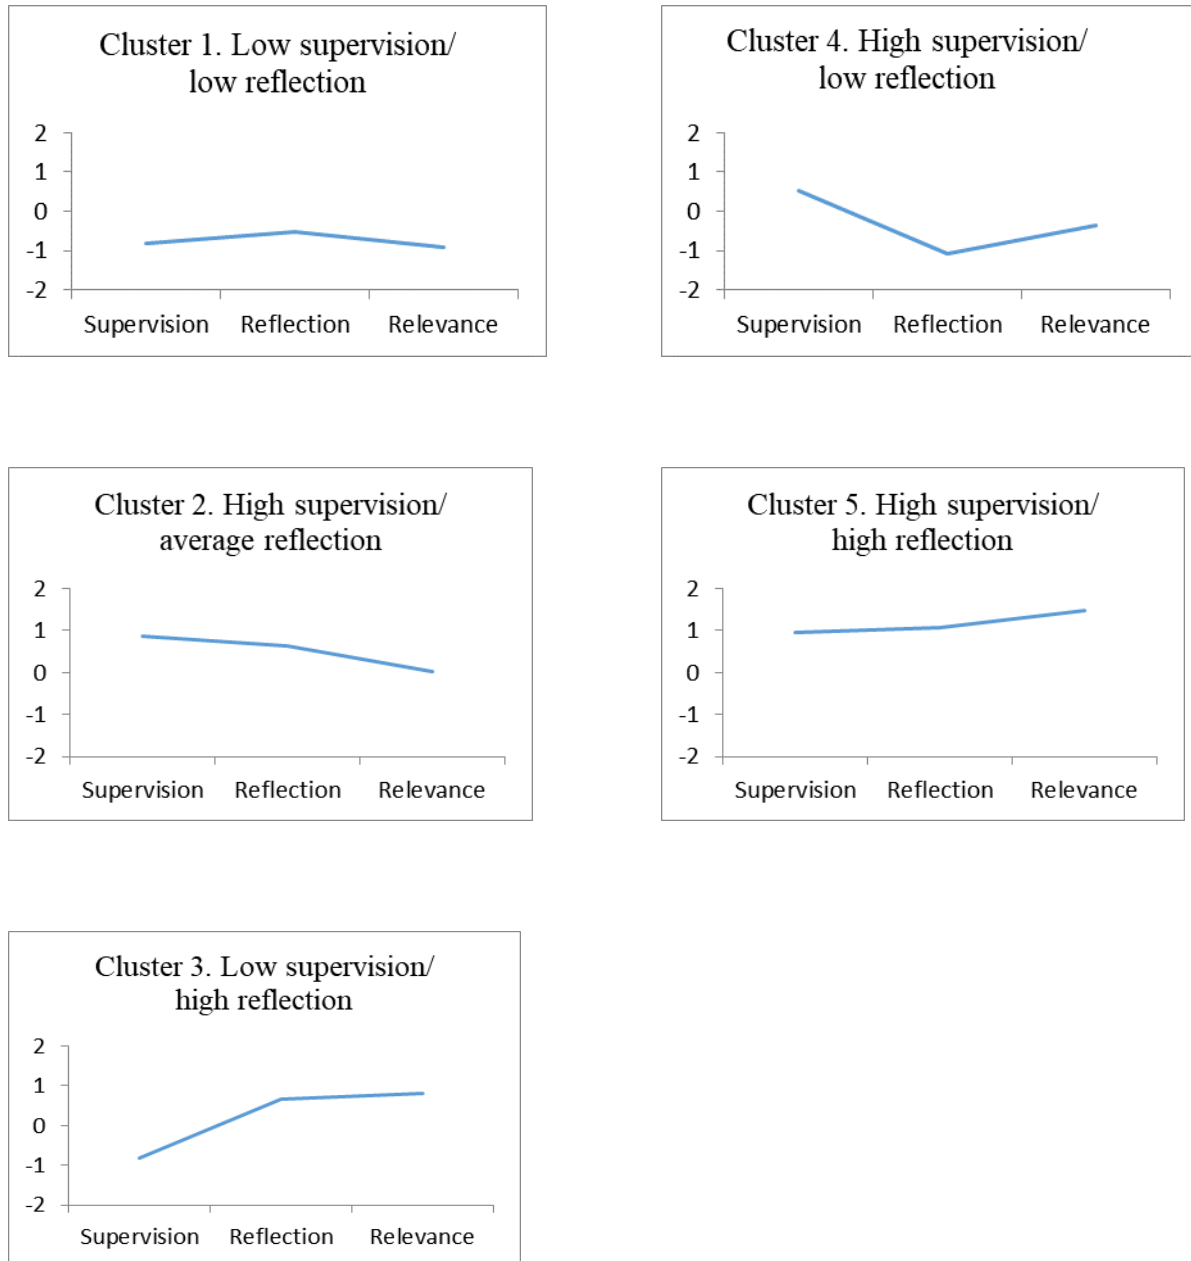 Cluster 1. Low supervision/
low reflection
2
1
0
-1
-2
Supervision Reflection Relevance
Cluster 4. High supervision/
low reflection
2
1
0
-1
-2
Supervision Reflection Relevance
Cluster 2. High supervision/
average reflection
2
1
0
-1
-2
Supervision Reflection Relevance
Cluster 5. High supervision/
high reflection
2
1
0
-1
-2
Supervision Reflection Relevance
Cluster 3. Low supervision/
high reflection
2
1
0
-1
-2
Supervision Reflection Relevance